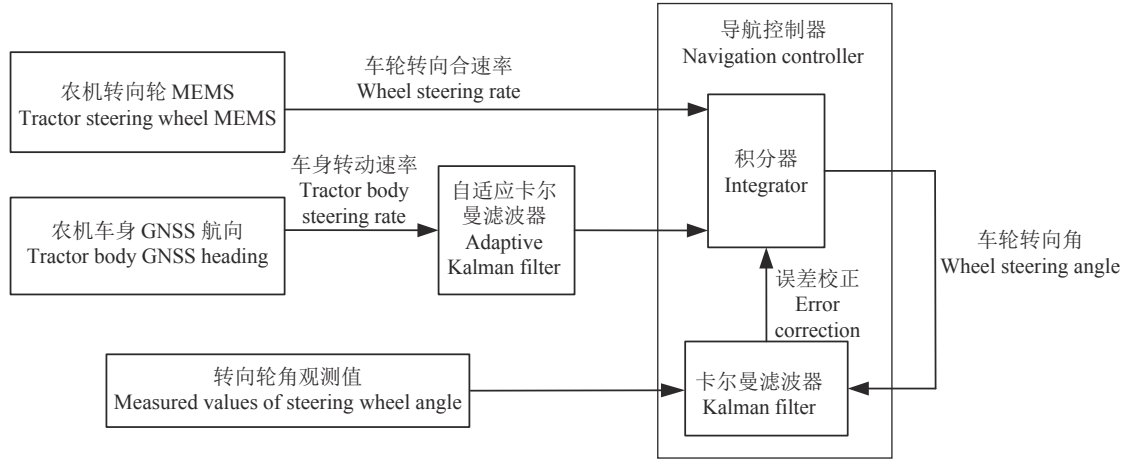 导航控制器
Navigation controller
车轮转向合速率
Wheel steering rate
农机转向轮 MEMS
Tractor steering wheel MEMS
积分器
Integrator
车身转动速率
Tractor body
steering rate
自适应卡尔
曼滤波器
Adaptive
Kalman filter
农机车身 GNSS 航向
Tractor body GNSS heading
车轮转向角
Wheel steering angle
误差校正
Error
correction
转向轮角观测值
Measured values of steering wheel angle
卡尔曼滤波器
Kalman filter